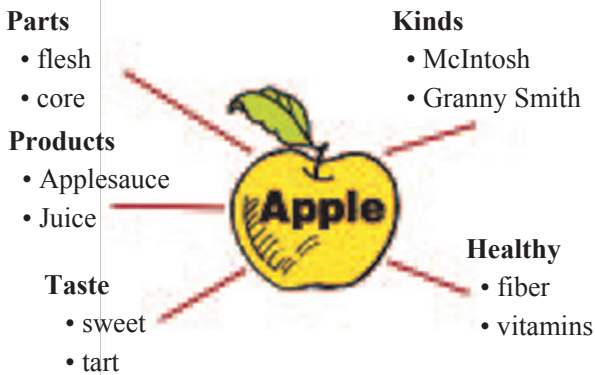 Parts
• flesh
• core
Products
• Applesauce
• Juice
Taste
• sweet
• tart
Apple
Kinds
• McIntosh
• Granny Smith
Healthy
• fiber
• vitamins